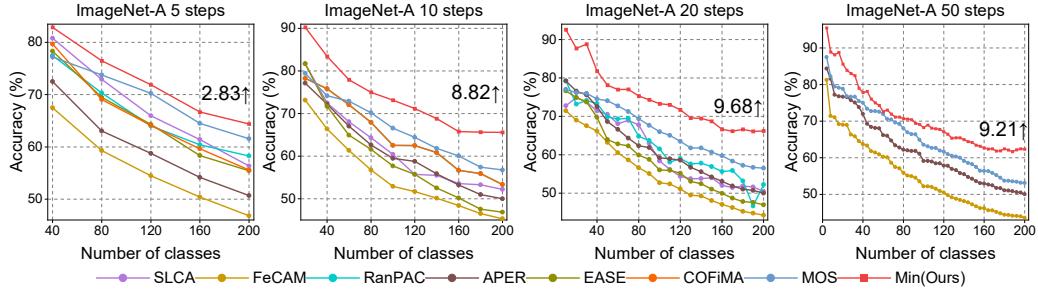 ImageNet-A 5 steps ImageNet-A 10 steps ImageNet-A 20 steps ImageNet-A 50 steps
Accuracy (%)
80
70
60
50
2.83↑
40 80 120 160 200
Number of classes
Accuracy (%)
90
80
70
60
50
8.82↑
40 80 120 160 200
Number of classes
Accuracy (%)
100
90
80
70
60
50
9.68↑
0 40 80 120 160 200
Number of classes
Accuracy (%)
90
80
70
60
50
9.21↑
0 40 80 120 160 200
Number of classes
SLCA FeCAM RanPAC APER EASE COFiMA MOS Min(Ours)